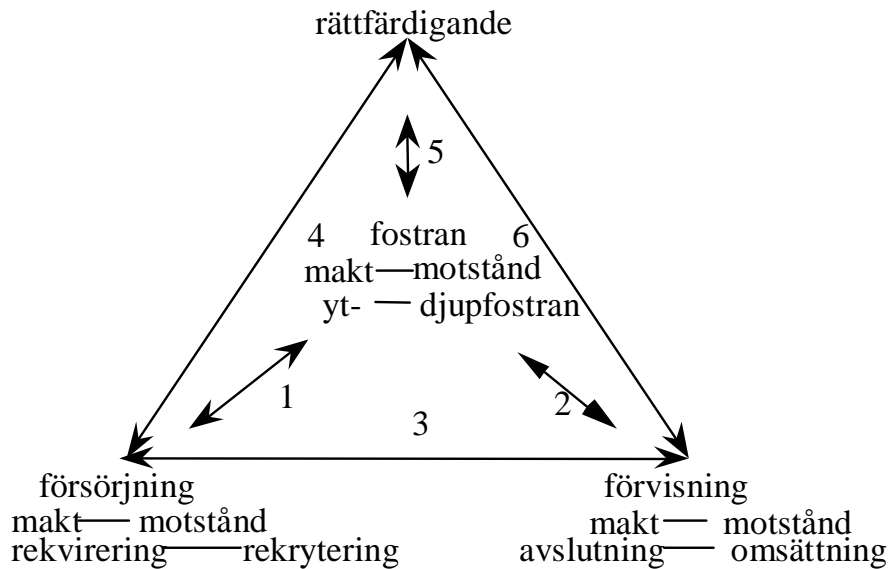 rättfärdigande
5
4 fostran 6
makt motstånd
yt- djupfostran
1 2
3
försörjning förvisning
makt motstånd makt motstånd
rekvirering rekrytering avslutning omsättning